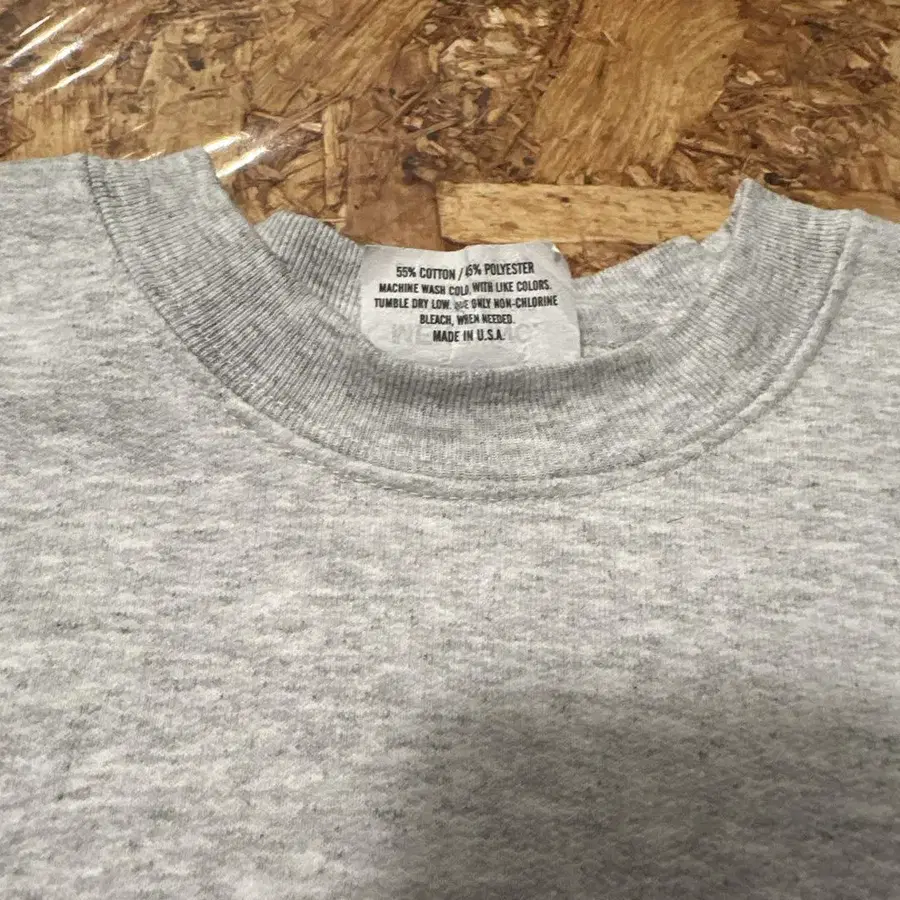 55% COTTON / 45% POLYESTER
MACHINE WASH COLD, WITH LIKE COLORS.
TUMBLE DRY LOW. ONLY NON-CHLORINE
BLEACH, WHEN NEEDED.
MADE IN U.S.A.